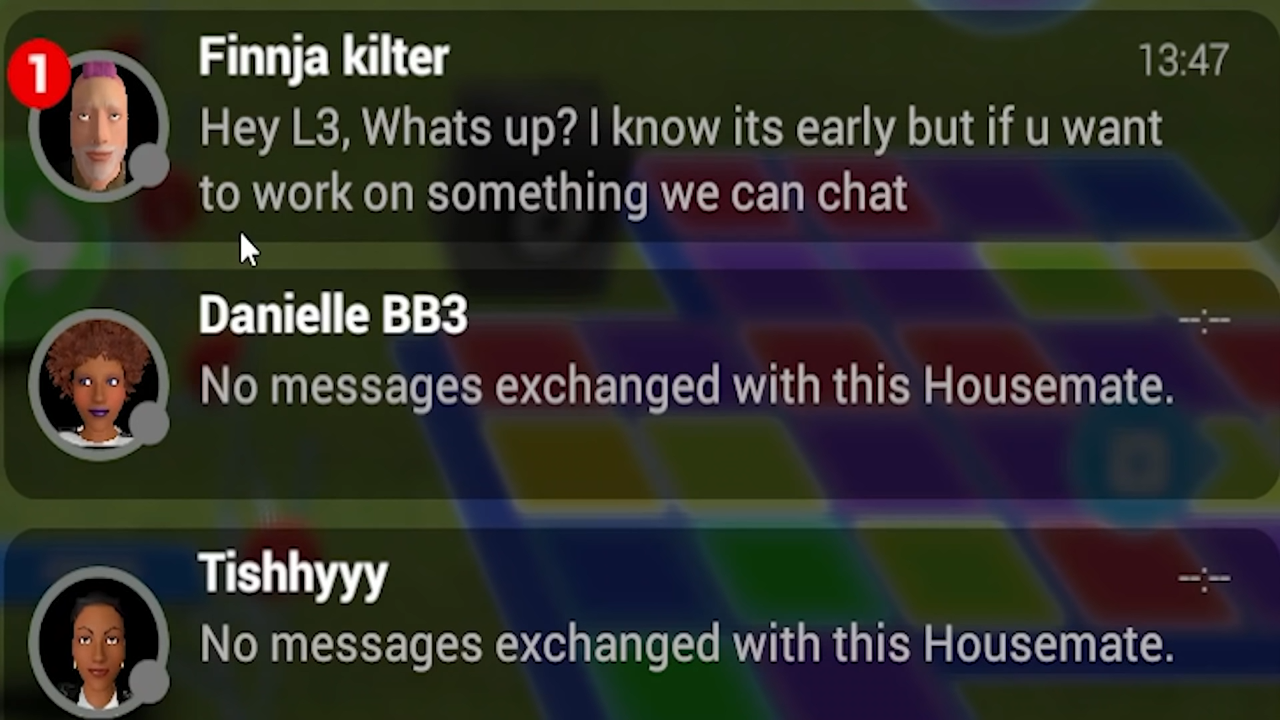 1
Finnja kilter
13:47
Hey L3, Whats up? I know its early but if u want
to work on something we can chat
Danielle BB3
--:--
No messages exchanged with this Housemate.
Tishhyyy
--:--
No messages exchanged with this Housemate.